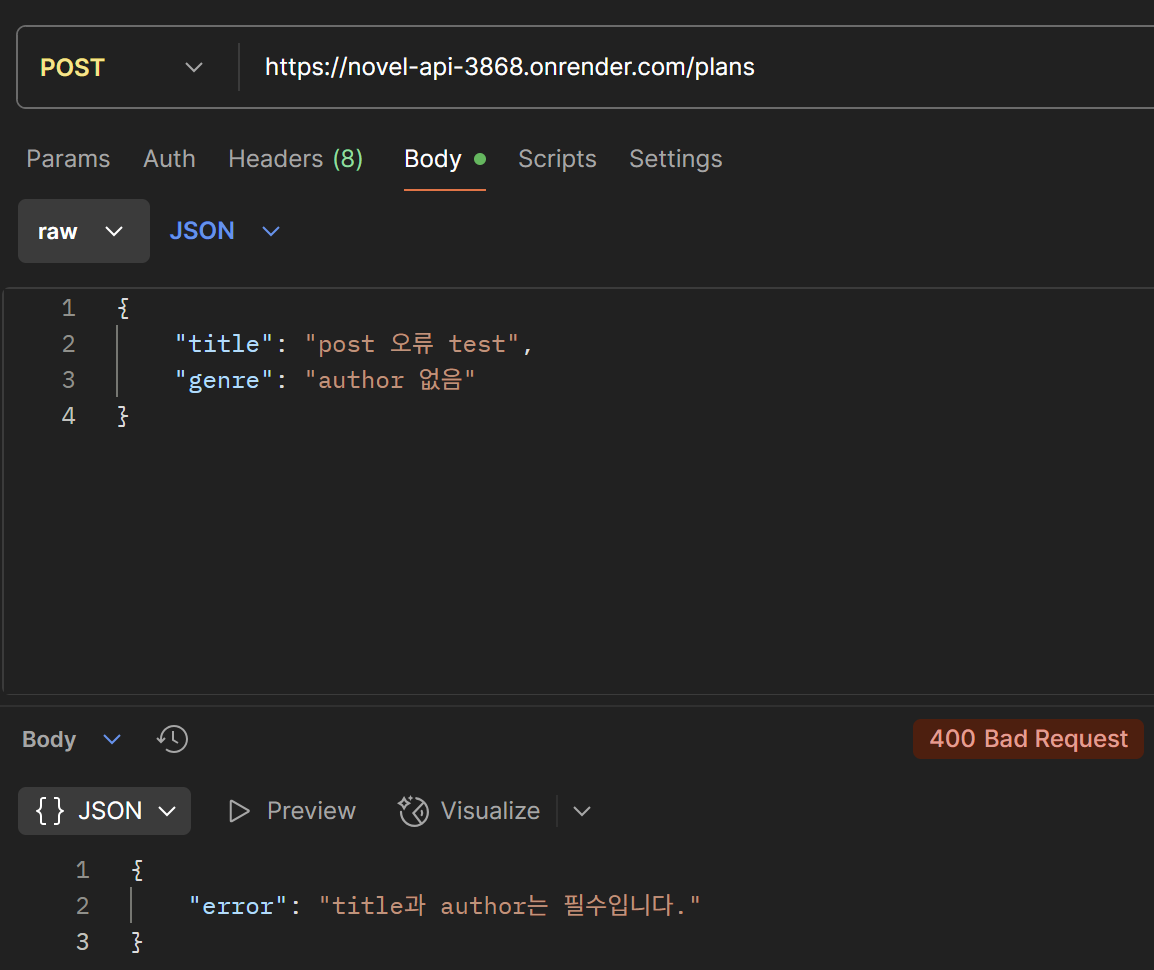 POST https://novel-api-3868.onrender.com/plans
Params Auth Headers (8) Body Scripts Settings
raw JSON
1 {
2 "title": "post 오류 test",
3 "genre": "author 없음"
4 }
Body 400 Bad Request
{} JSON Preview Visualize
1 {
2 "error": "title과 author는 필수입니다."
3 }